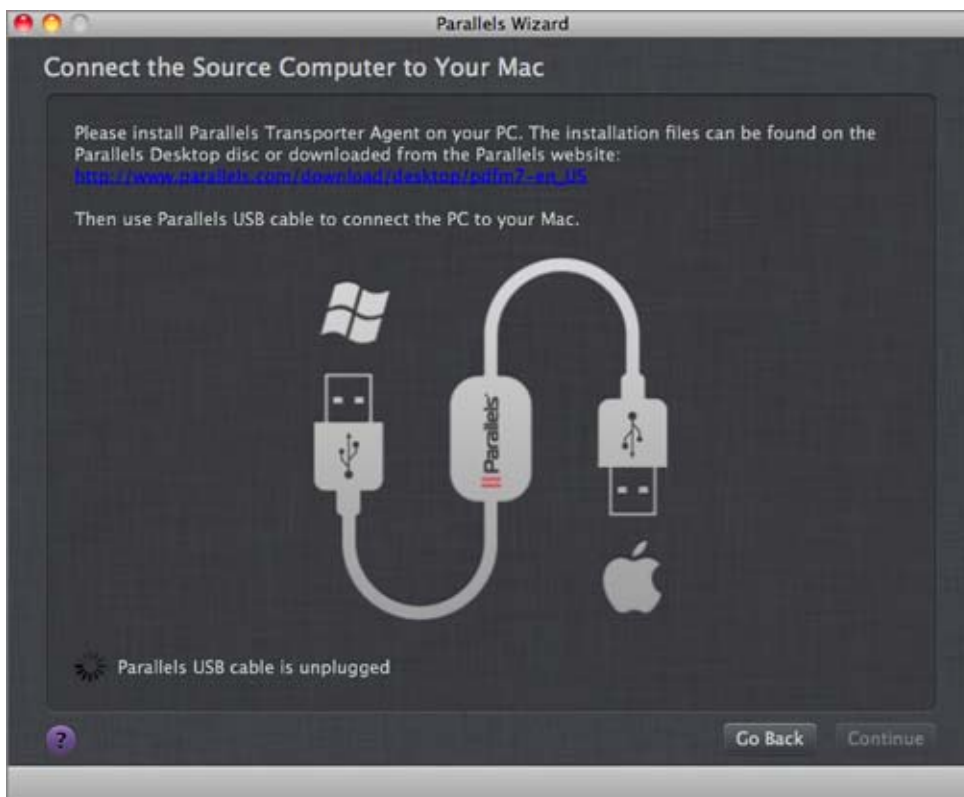 Parallels Wizard
Connect the Source Computer to Your Mac
Please install Parallels Transporter Agent on your PC. The installation files can be found on the
Parallels Desktop disc or downloaded from the Parallels website:
http://www.parallels.com/download/desktop/pdfm7-en_US
Then use Parallels USB cable to connect the PC to your Mac.
Parallels
Parallels USB cable is unplugged
?
Go Back
Continue